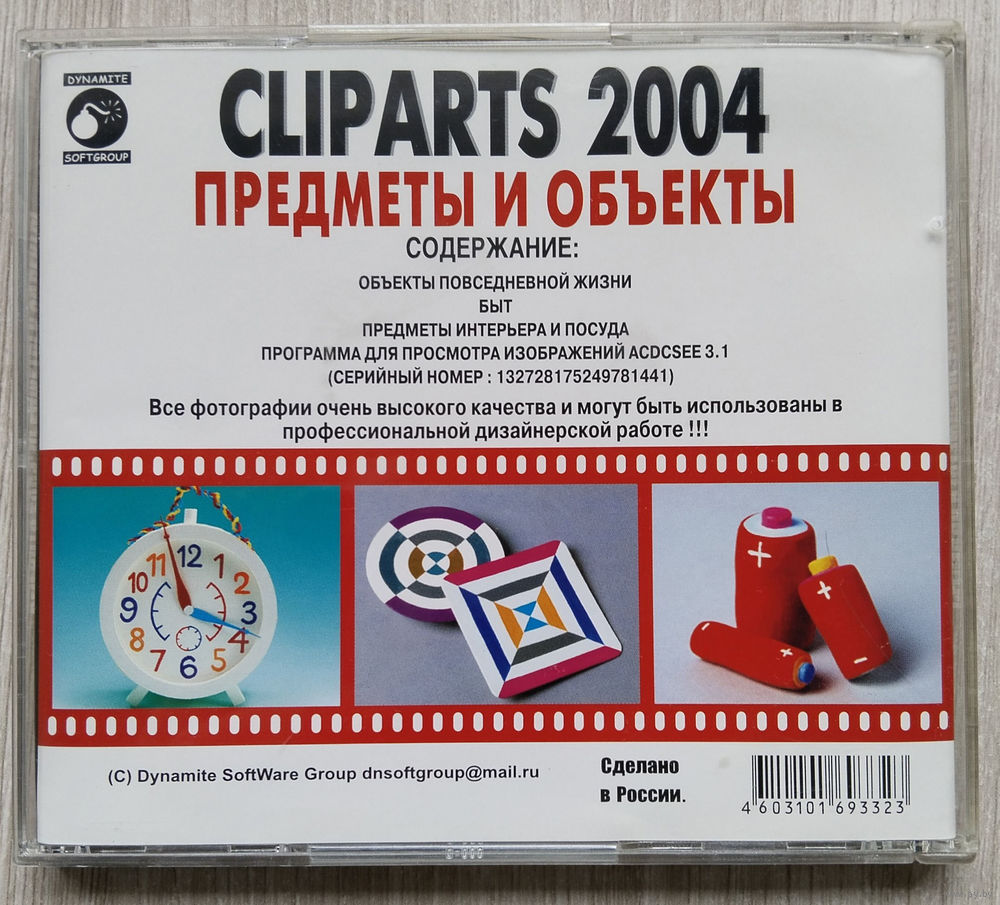 DYNAMITE
SOFTGROUP
CLIPARTS 2004
ПРЕДМЕТЫ И ОБЪЕКТЫ
СОДЕРЖАНИЕ:
ОБЪЕКТЫ ПОВСЕДНЕВНОЙ ЖИЗНИ
БЫТ
ПРЕДМЕТЫ ИНТЕРЬЕРА И ПОСУДА
ПРОГРАММА ДЛЯ ПРОСМОТРА ИЗОБРАЖЕНИЙ ACDCSEE 3.1
(СЕРИЙНЫЙ НОМЕР : 132728175249781441)
Все фотографии очень высокого качества и могут быть использованы в
профессиональной дизайнерской работе !!!
12
11 1
10 2
9 3
8 4
7 5
6
+
+
- +
-
(C) Dynamite SoftWare Group dnsoftgroup@mail.ru
Сделано
в России.
4 603101 693323